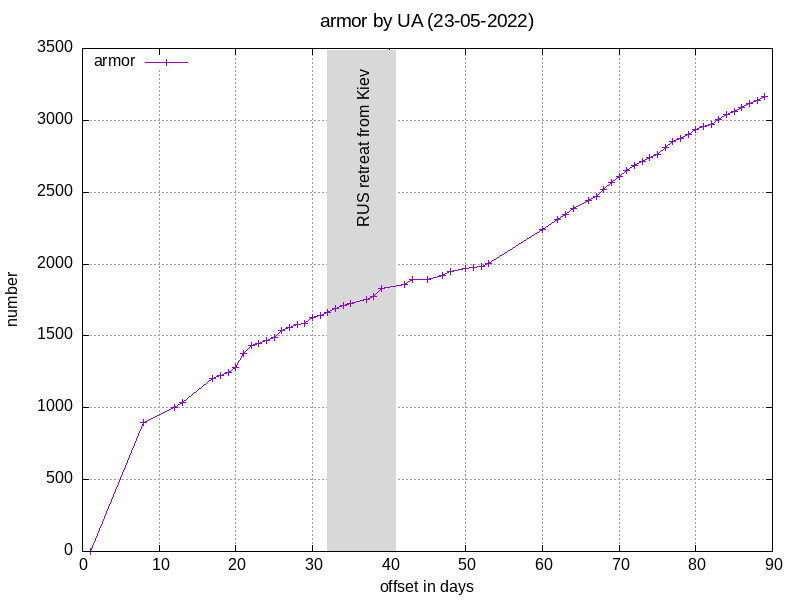 armor by UA (23-05-2022)
armor
RUS retreat from Kiev
number
3500
3000
2500
2000
1500
1000
500
0
0 10 20 30 40 50 60 70 80 90
offset in days